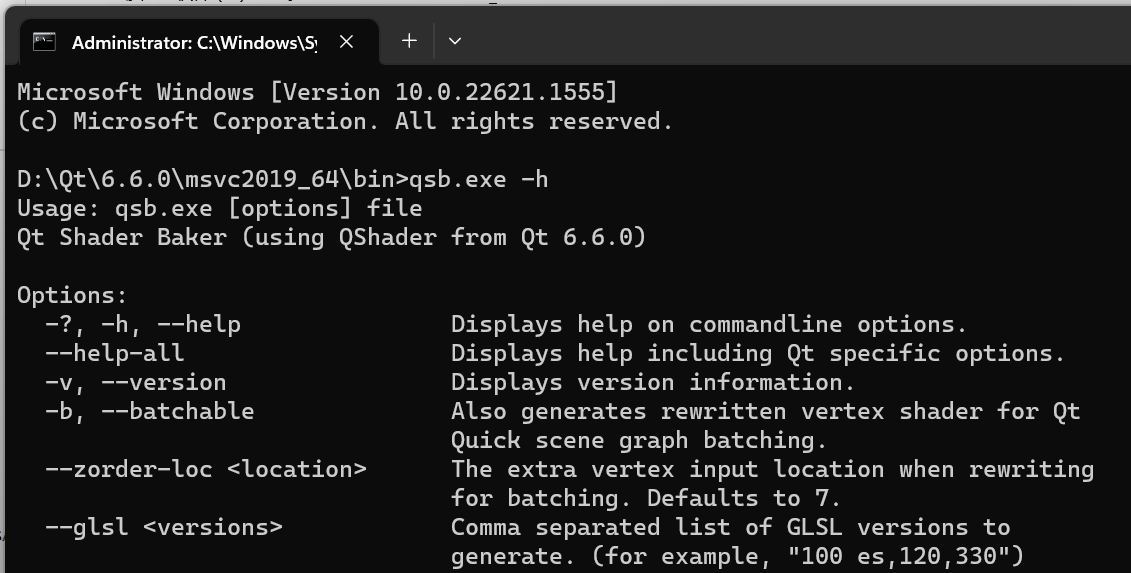 Administrator: C:\Windows\Sy
Microsoft Windows [Version 10.0.22621.1555]
(c) Microsoft Corporation. All rights reserved.
D:\Qt\6.6.0\msvc2019_64\bin>qsb.exe -h
Usage: qsb.exe [options] file
Qt Shader Baker (using QShader from Qt 6.6.0)
Options:
-?, -h, --help Displays help on commandline options.
--help-all Displays help including Qt specific options.
-v, --version Displays version information.
-b, --batchable Also generates rewritten vertex shader for Qt
Quick scene graph batching.
--zorder-loc <location> The extra vertex input location when rewriting
for batching. Defaults to 7.
--glsl <versions> Comma separated list of GLSL versions to
generate. (for example, "100 es,120,330")